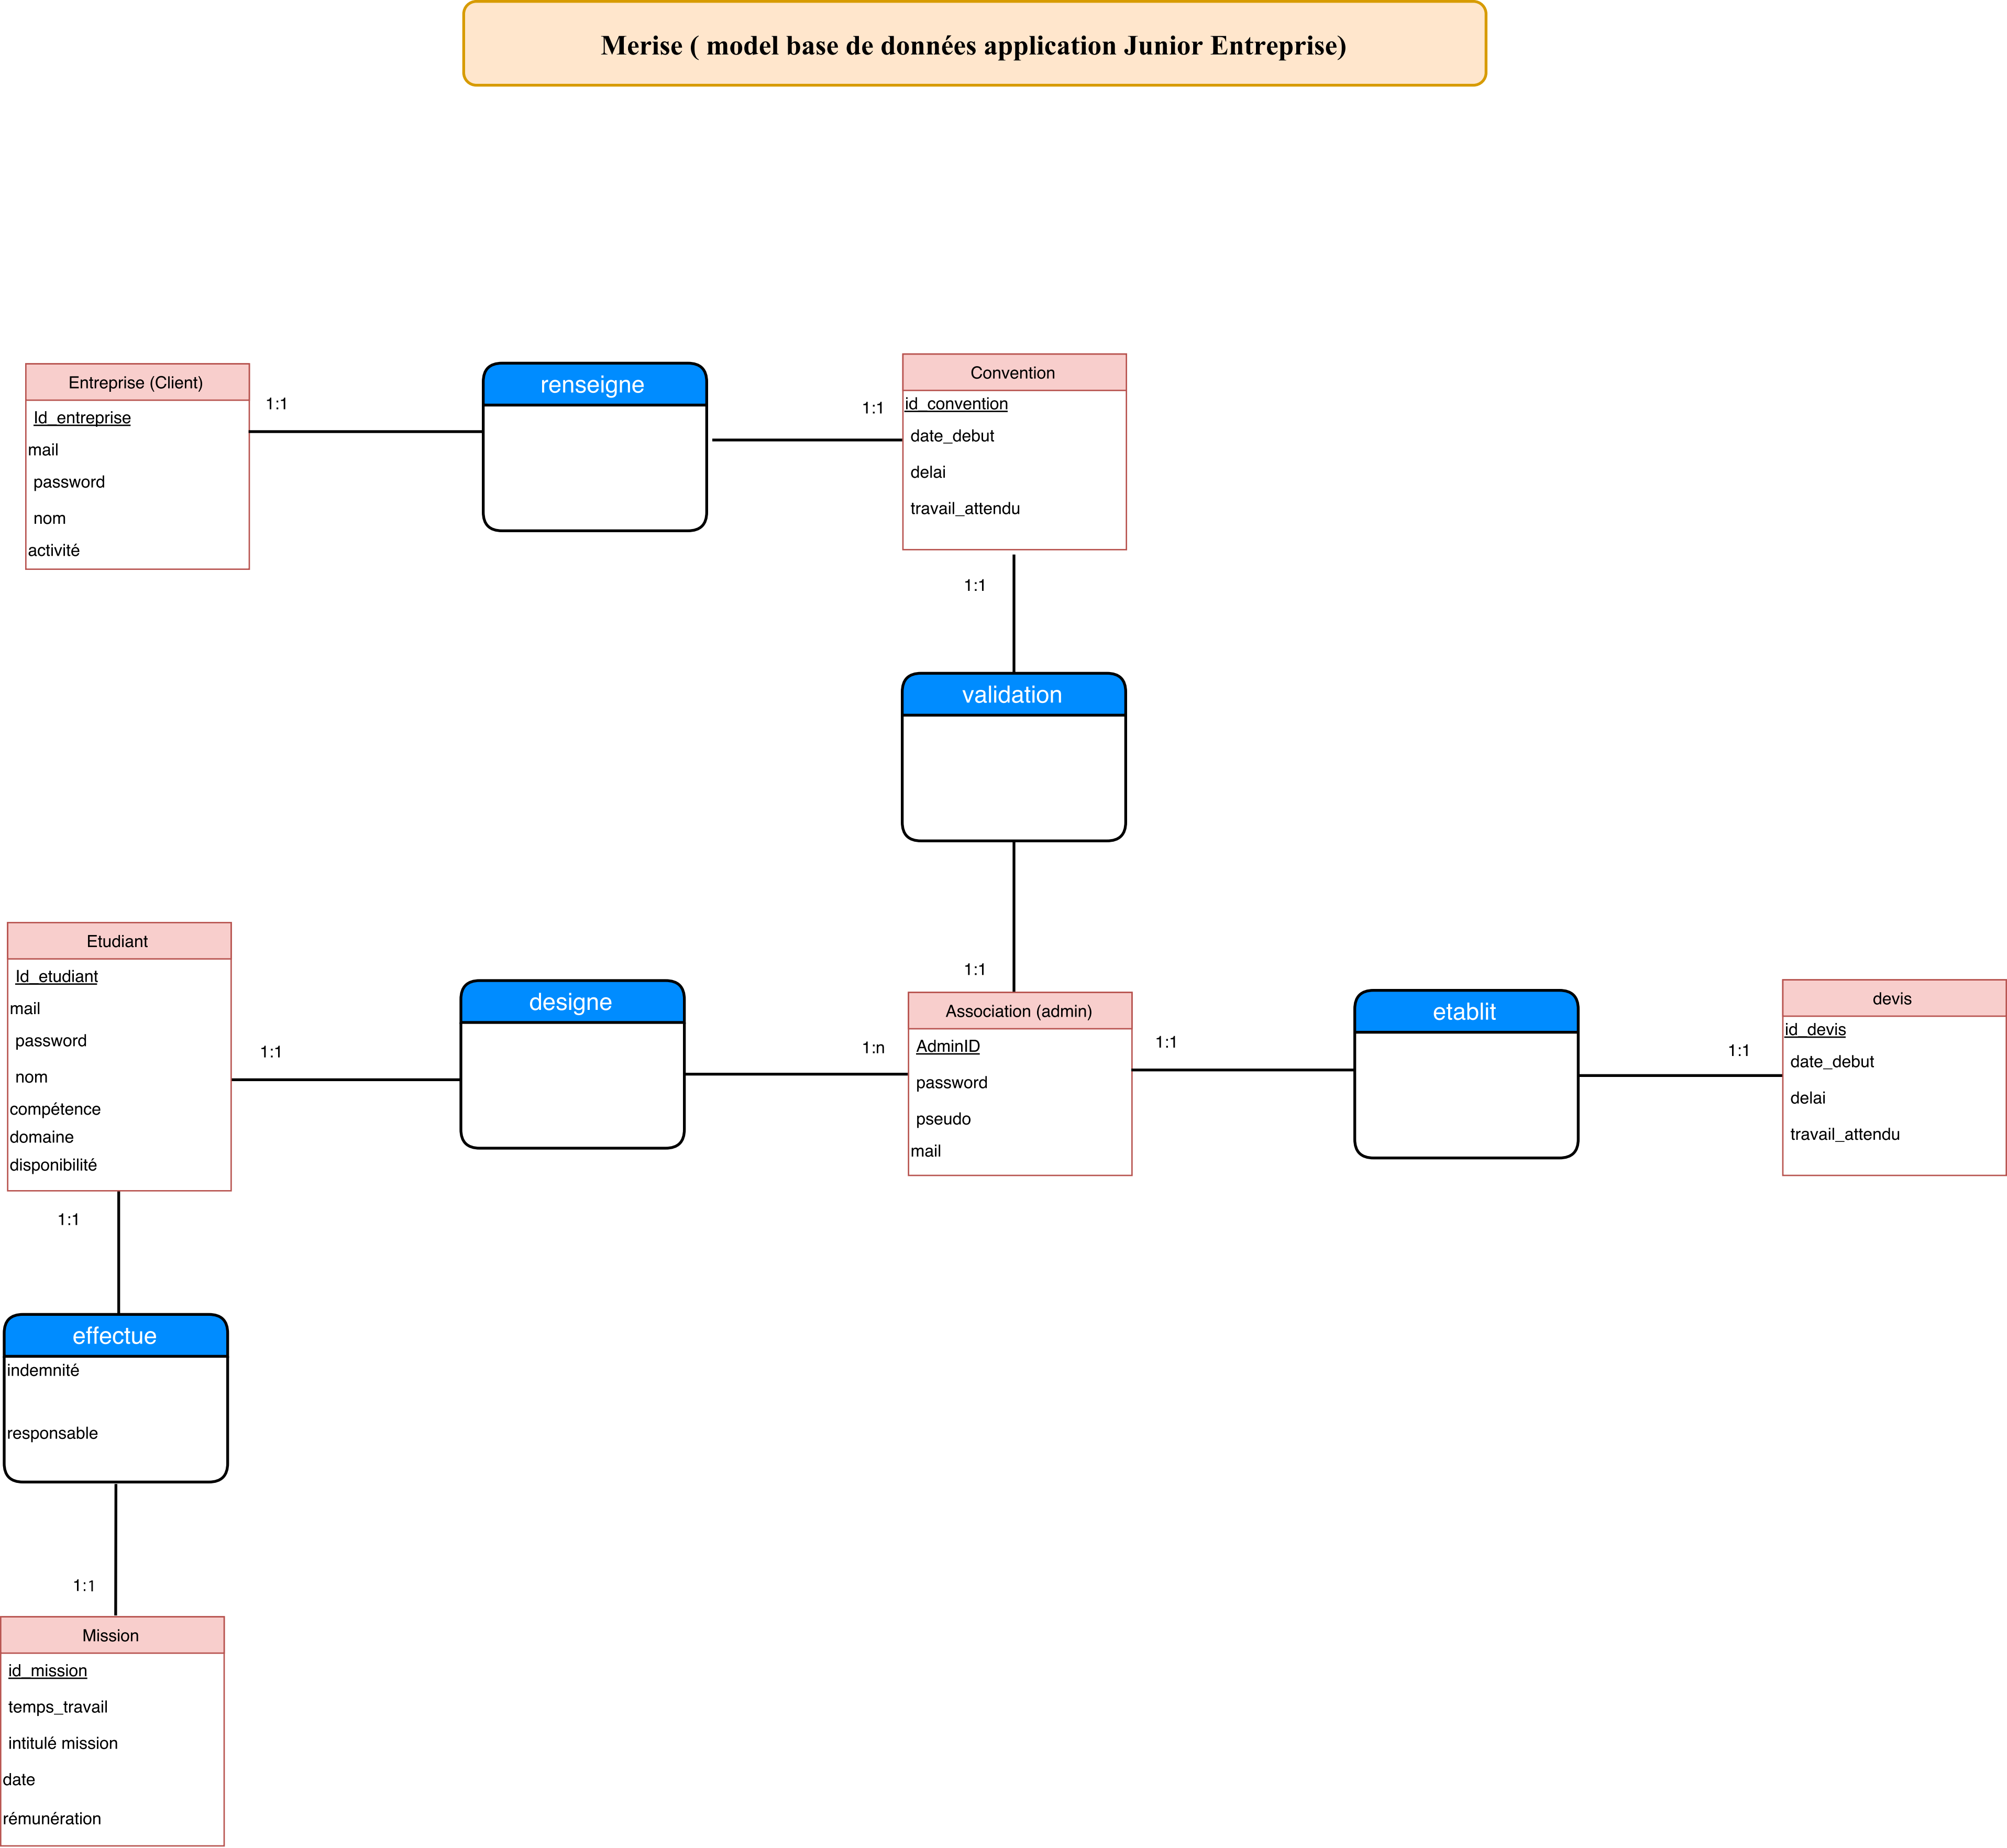 Merise ( model base de données application Junior Entreprise)
Entreprise (Client)
Id_entreprise
mail
password
nom
activité
1:1
renseigne
1:1
Convention
id_convention
date_debut
delai
travail_attendu
1:1
validation
1:1
Etudiant
Id_etudiant
mail
password
nom
compétence
domaine
disponibilité
1:1
designe
1:n
Association (admin)
AdminID
password
pseudo
mail
1:1
etablit
1:1
devis
id_devis
date_debut
delai
travail_attendu
1:1
effectue
indemnité
responsable
1:1
Mission
id_mission
temps_travail
intitulé mission
date
rémunération